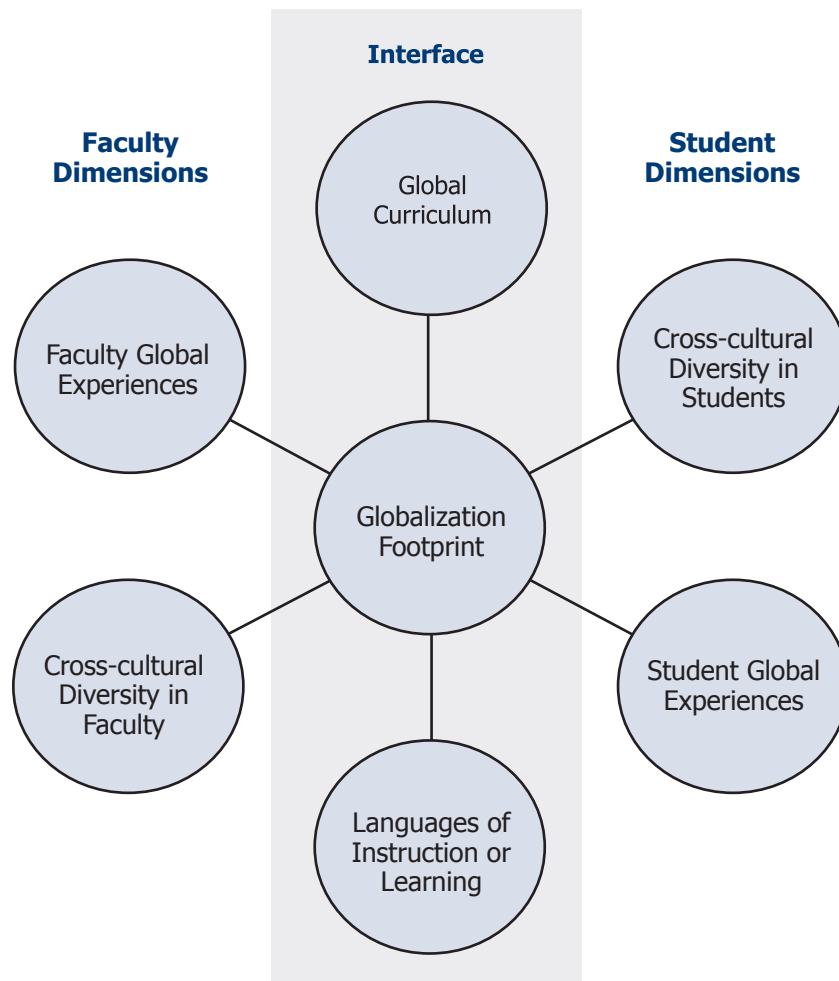 Interface
Faculty
Dimensions
Student
Dimensions
Global
Curriculum
Faculty Global
Experiences
Cross-cultural
Diversity in
Students
Globalization
Footprint
Cross-cultural
Diversity in
Faculty
Student Global
Experiences
Languages of
Instruction or
Learning